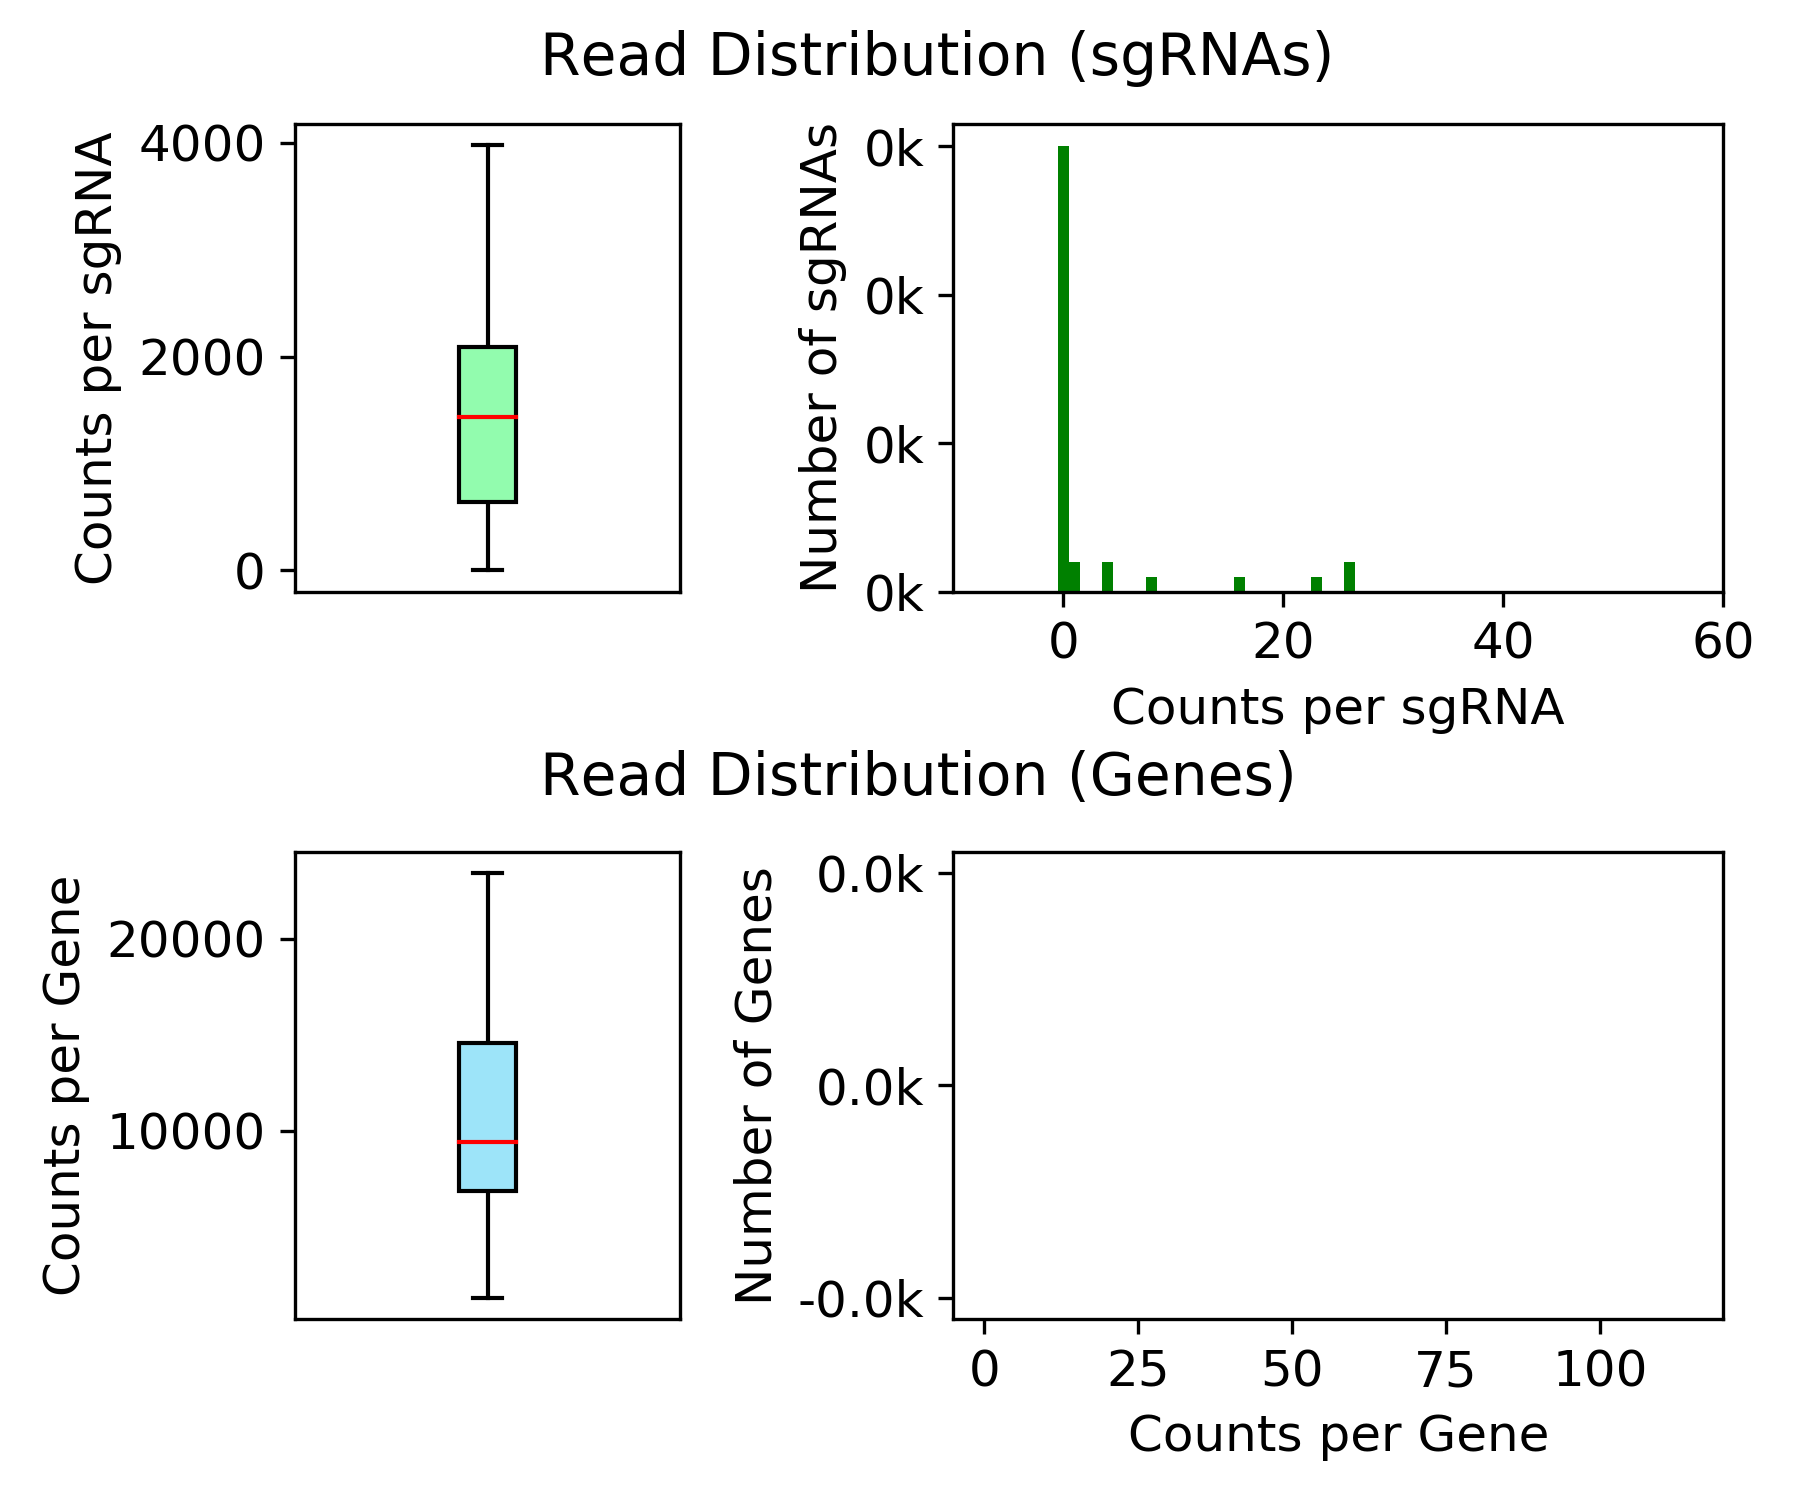 Read Distribution (sgRNAs)
Counts per sgRNA
4000
2000
0
Number of sgRNAs
0k
0k
0k
0k
0
20
40
60
Counts per sgRNA
Read Distribution (Genes)
Counts per Gene
20000
10000
Number of Genes
0.0k
0.0k
-0.0k
0
25
50
75
100
Counts per Gene